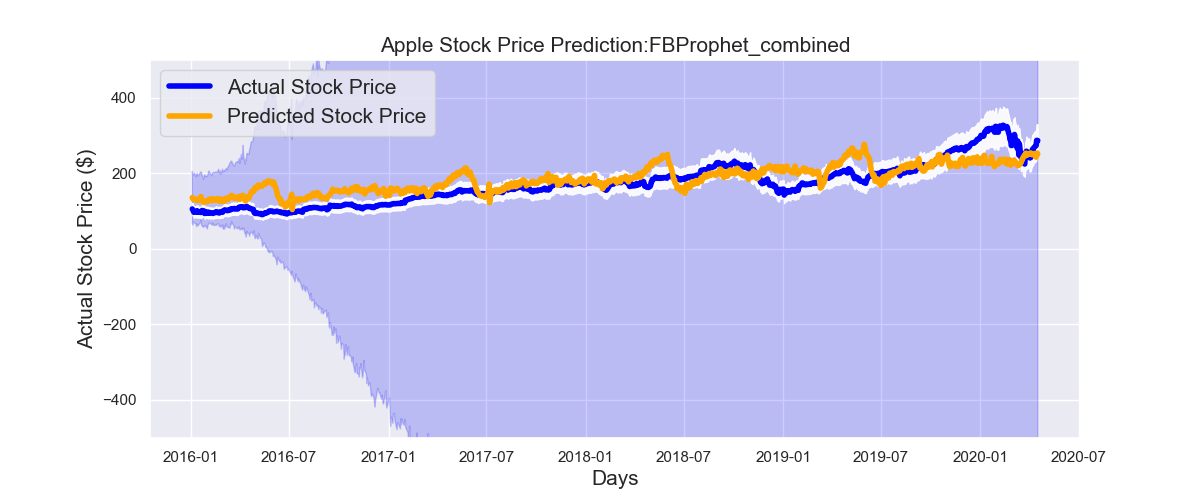 Apple Stock Price Prediction:FBProphet_combined
Actual Stock Price
Predicted Stock Price
Actual Stock Price ($)
400
200
0
−200
−400
2016-01 2016-07 2017-01 2017-07 2018-01 2018-07 2019-01 2019-07 2020-01 2020-07
Days